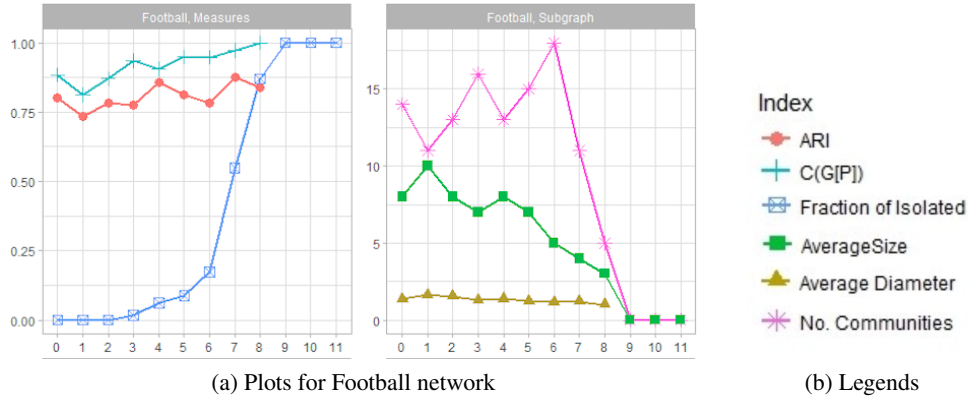 Football, Measures
1.00
0.75
0.50
0.25
0.00
0 1 2 3 4 5 6 7 8 9 10 11
Football, Subgraph
15
10
5
0
0 1 2 3 4 5 6 7 8 9 10 11
(a) Plots for Football network
Index
ARI
C(G[P])
Fraction of Isolated
AverageSize
Average Diameter
No. Communities
(b) Legends